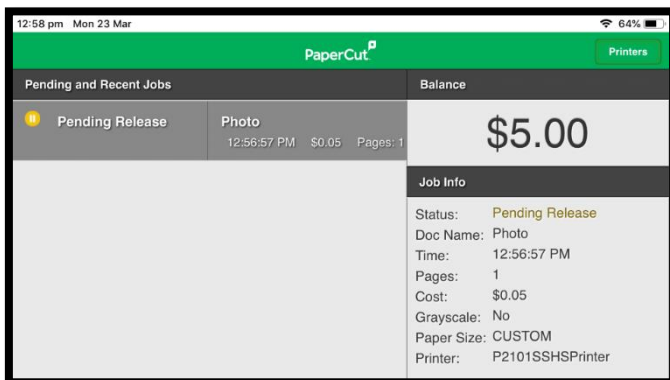 12:58 pm Mon 23 Mar
64%
PaperCut
Printers
Pending and Recent Jobs
Balance
Pending Release
Photo
12:56:57 PM $0.05 Pages: 1
$5.00
Job Info
Status: Pending Release
Doc Name: Photo
Time: 12:56:57 PM
Pages: 1
Cost: $0.05
Grayscale: No
Paper Size: CUSTOM
Printer: P2101SSHSPrinter